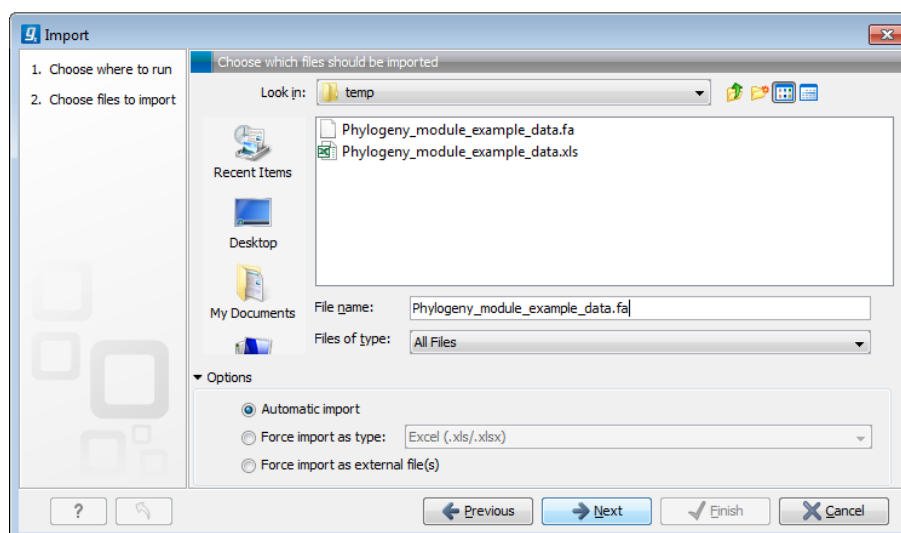 Import
1. Choose where to run
2. Choose files to import
Choose which files should be imported
Look in: temp
Phylogeny_module_example_data.fa
Phylogeny_module_example_data.xls
Recent Items
Desktop
My Documents
File name: Phylogeny_module_example_data.fa
Files of type: All Files
Options
Automatic import
Force import as type: Excel (.xls/.xlsx)
Force import as external file(s)
? Previous Next Finish Cancel